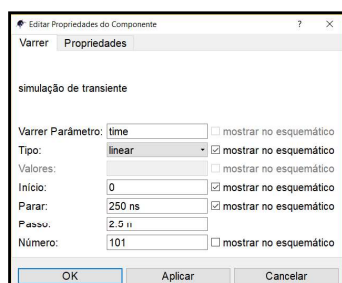 Editar Propriedades do Componente ? ×
Varrer Propriedades
simulação de transiente
Varrer Parâmetro: time mostrar no esquemático
Tipo: linear mostrar no esquemático
Valores: mostrar no esquemático
Início: 0 mostrar no esquemático
Parar: 250 ns mostrar no esquemático
Passo: 2.5 n
Número: 101 mostrar no esquemático
OK Aplicar Cancelar